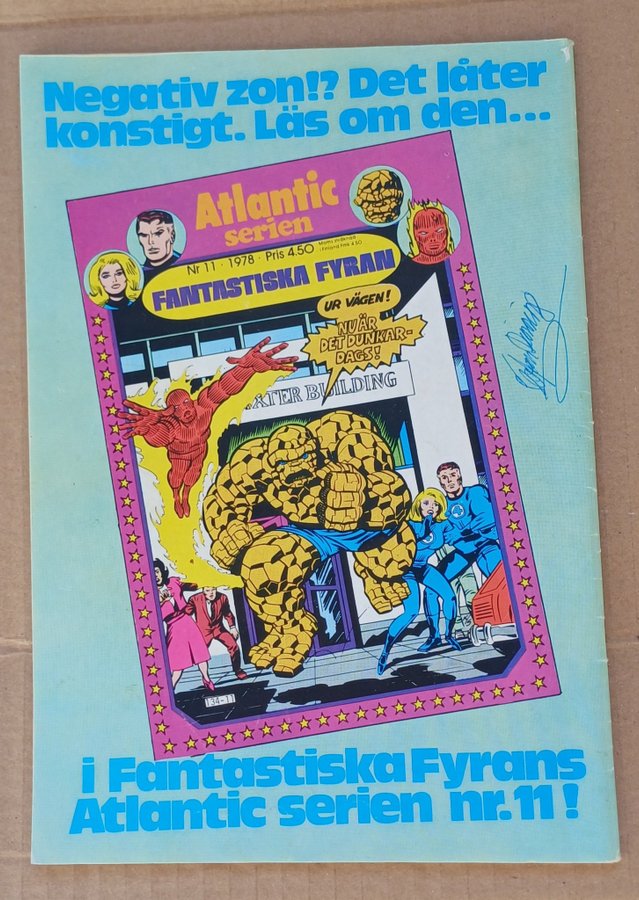 Negativ zon!? Det låter
konstigt. Läs om den...
Atlantic
serien
Nr 11 · 1978 · Pris 4.50
FANTASTISKA FYRAN
UR VÄGEN!
NU ÄR
DET DUNKAR-
DAGS!
XTER BUILDING
134-11
i Fantastiska Fyrans
Atlantic serien nr. 11!